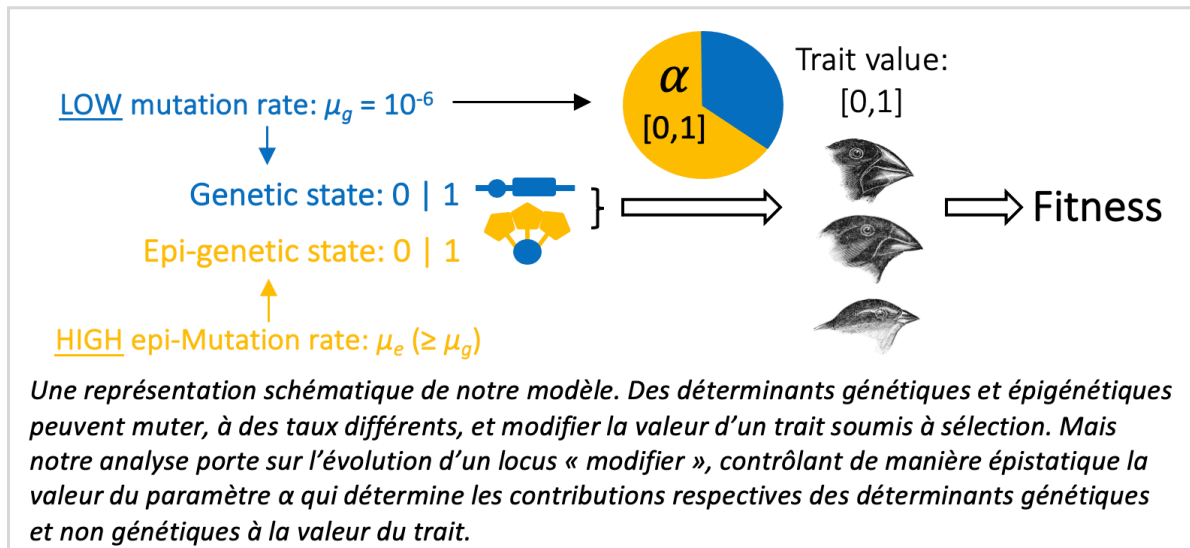 LOW mutation rate: μg = 10-6
α
[0,1]
Trait value:
[0,1]
Genetic state: 0 | 1
Epi-genetic state: 0 | 1
}
Fitness
HIGH epi-Mutation rate: μe (≥ μg)
Une représentation schématique de notre modèle. Des déterminants génétiques et épigénétiques
peuvent muter, à des taux différents, et modifier la valeur d’un trait soumis à sélection. Mais
notre analyse porte sur l’évolution d’un locus « modifier », contrôlant de manière épistatique la
valeur du paramètre α qui détermine les contributions respectives des déterminants génétiques
et non génétiques à la valeur du trait.